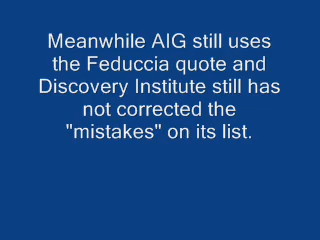 Meanwhile AIG still uses
the Feduccia quote and
Discovery Institute still has
not corrected the
"mistakes" on its list.